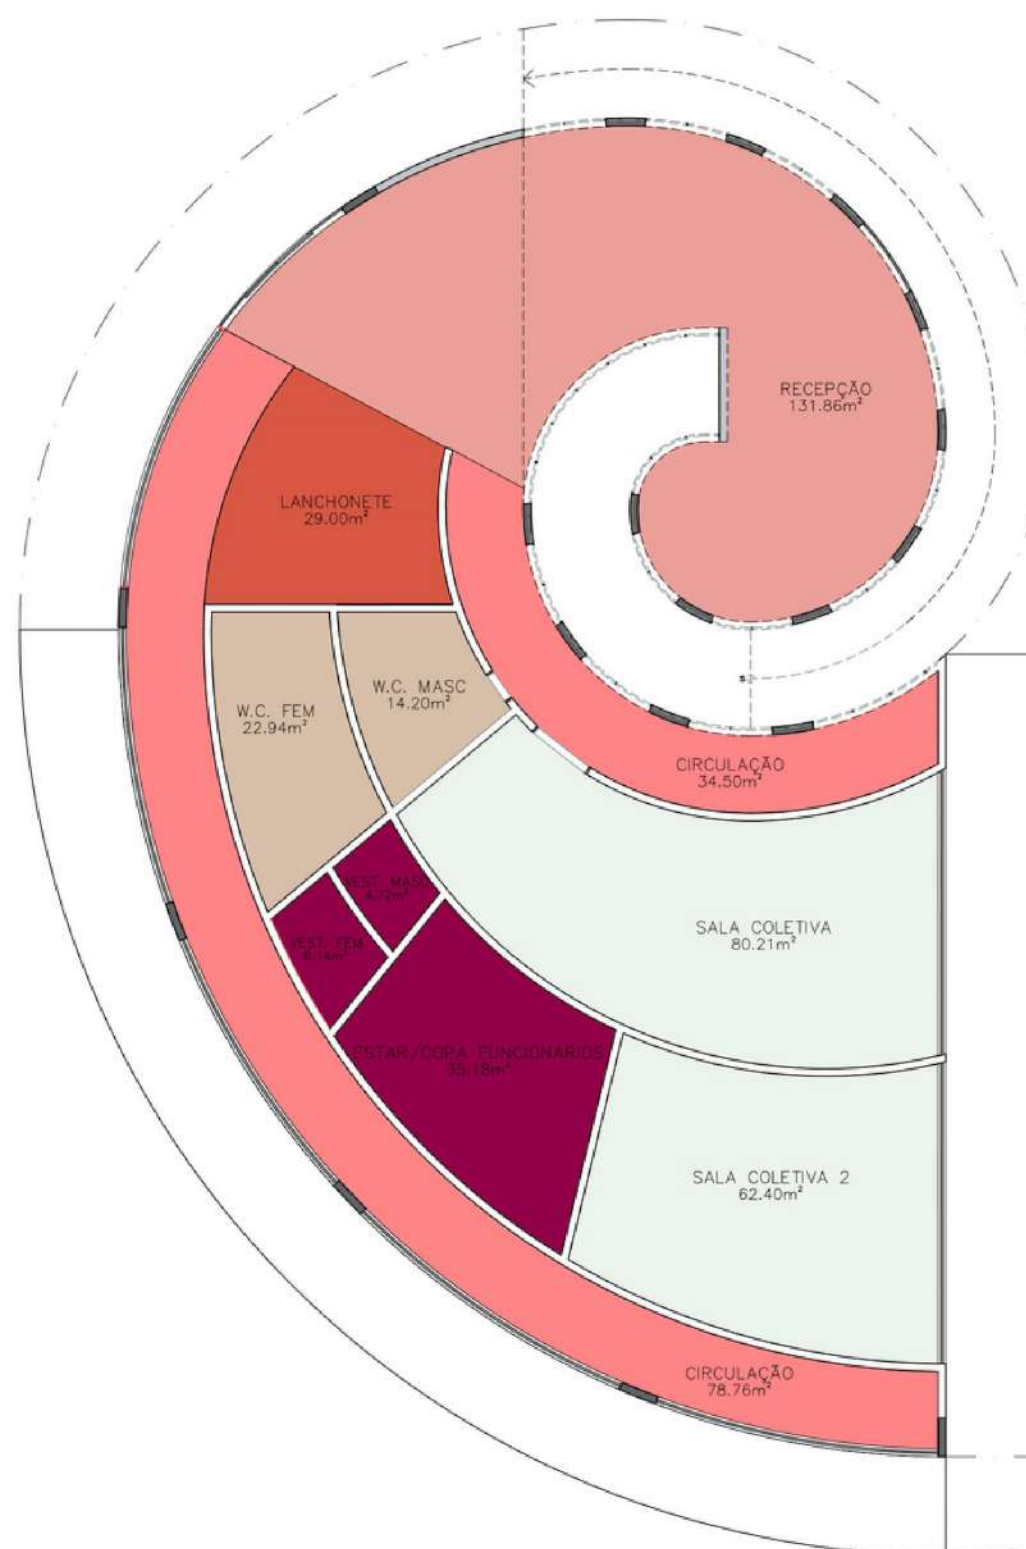 RECEPÇÃO
131.86m²
LANCHONETE
29.00m²
W.C. MASC
14.20m²
W.C. FEM
22.94m²
CIRCULAÇÃO
34.50m²
VEST. MASC
VEST. FEM
SALA COLETIVA
80.21m²
ESTAR/COPA FUNCIONÁRIOS
35.18m²
SALA COLETIVA 2
62.40m²
CIRCULAÇÃO
78.76m²